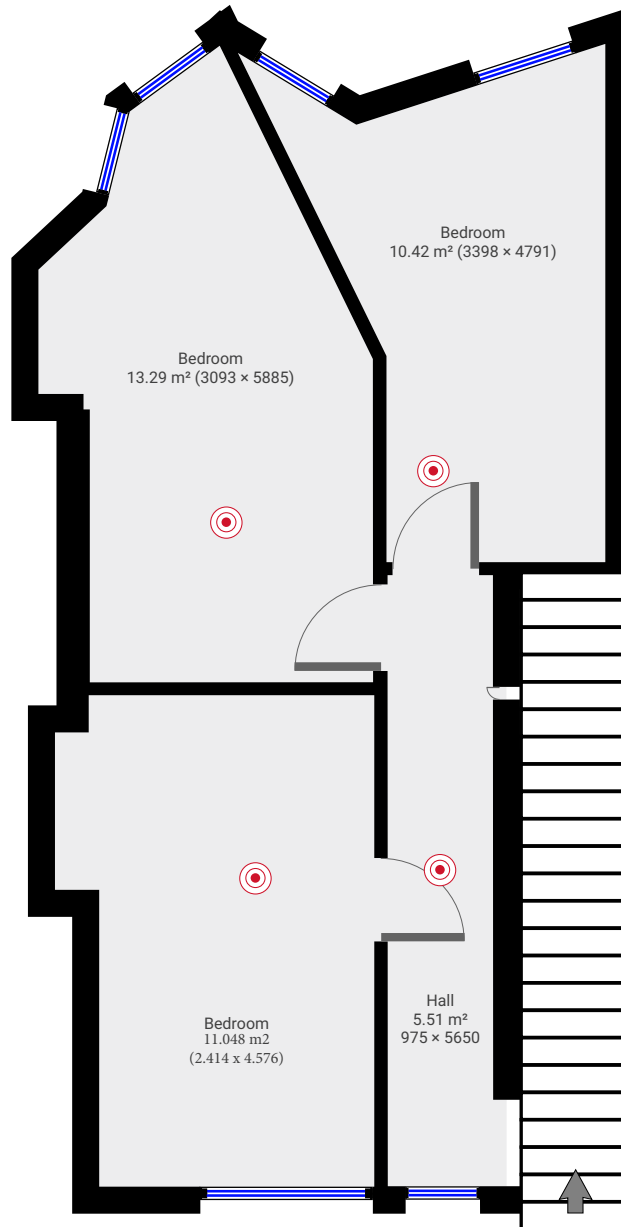 Bedroom
10.42 m² (3398 × 4791)
Bedroom
13.29 m² (3093 × 5885)
Hall
5.51 m²
975 × 5650
Bedroom
11.048 m2
(2.414 x 4.576)